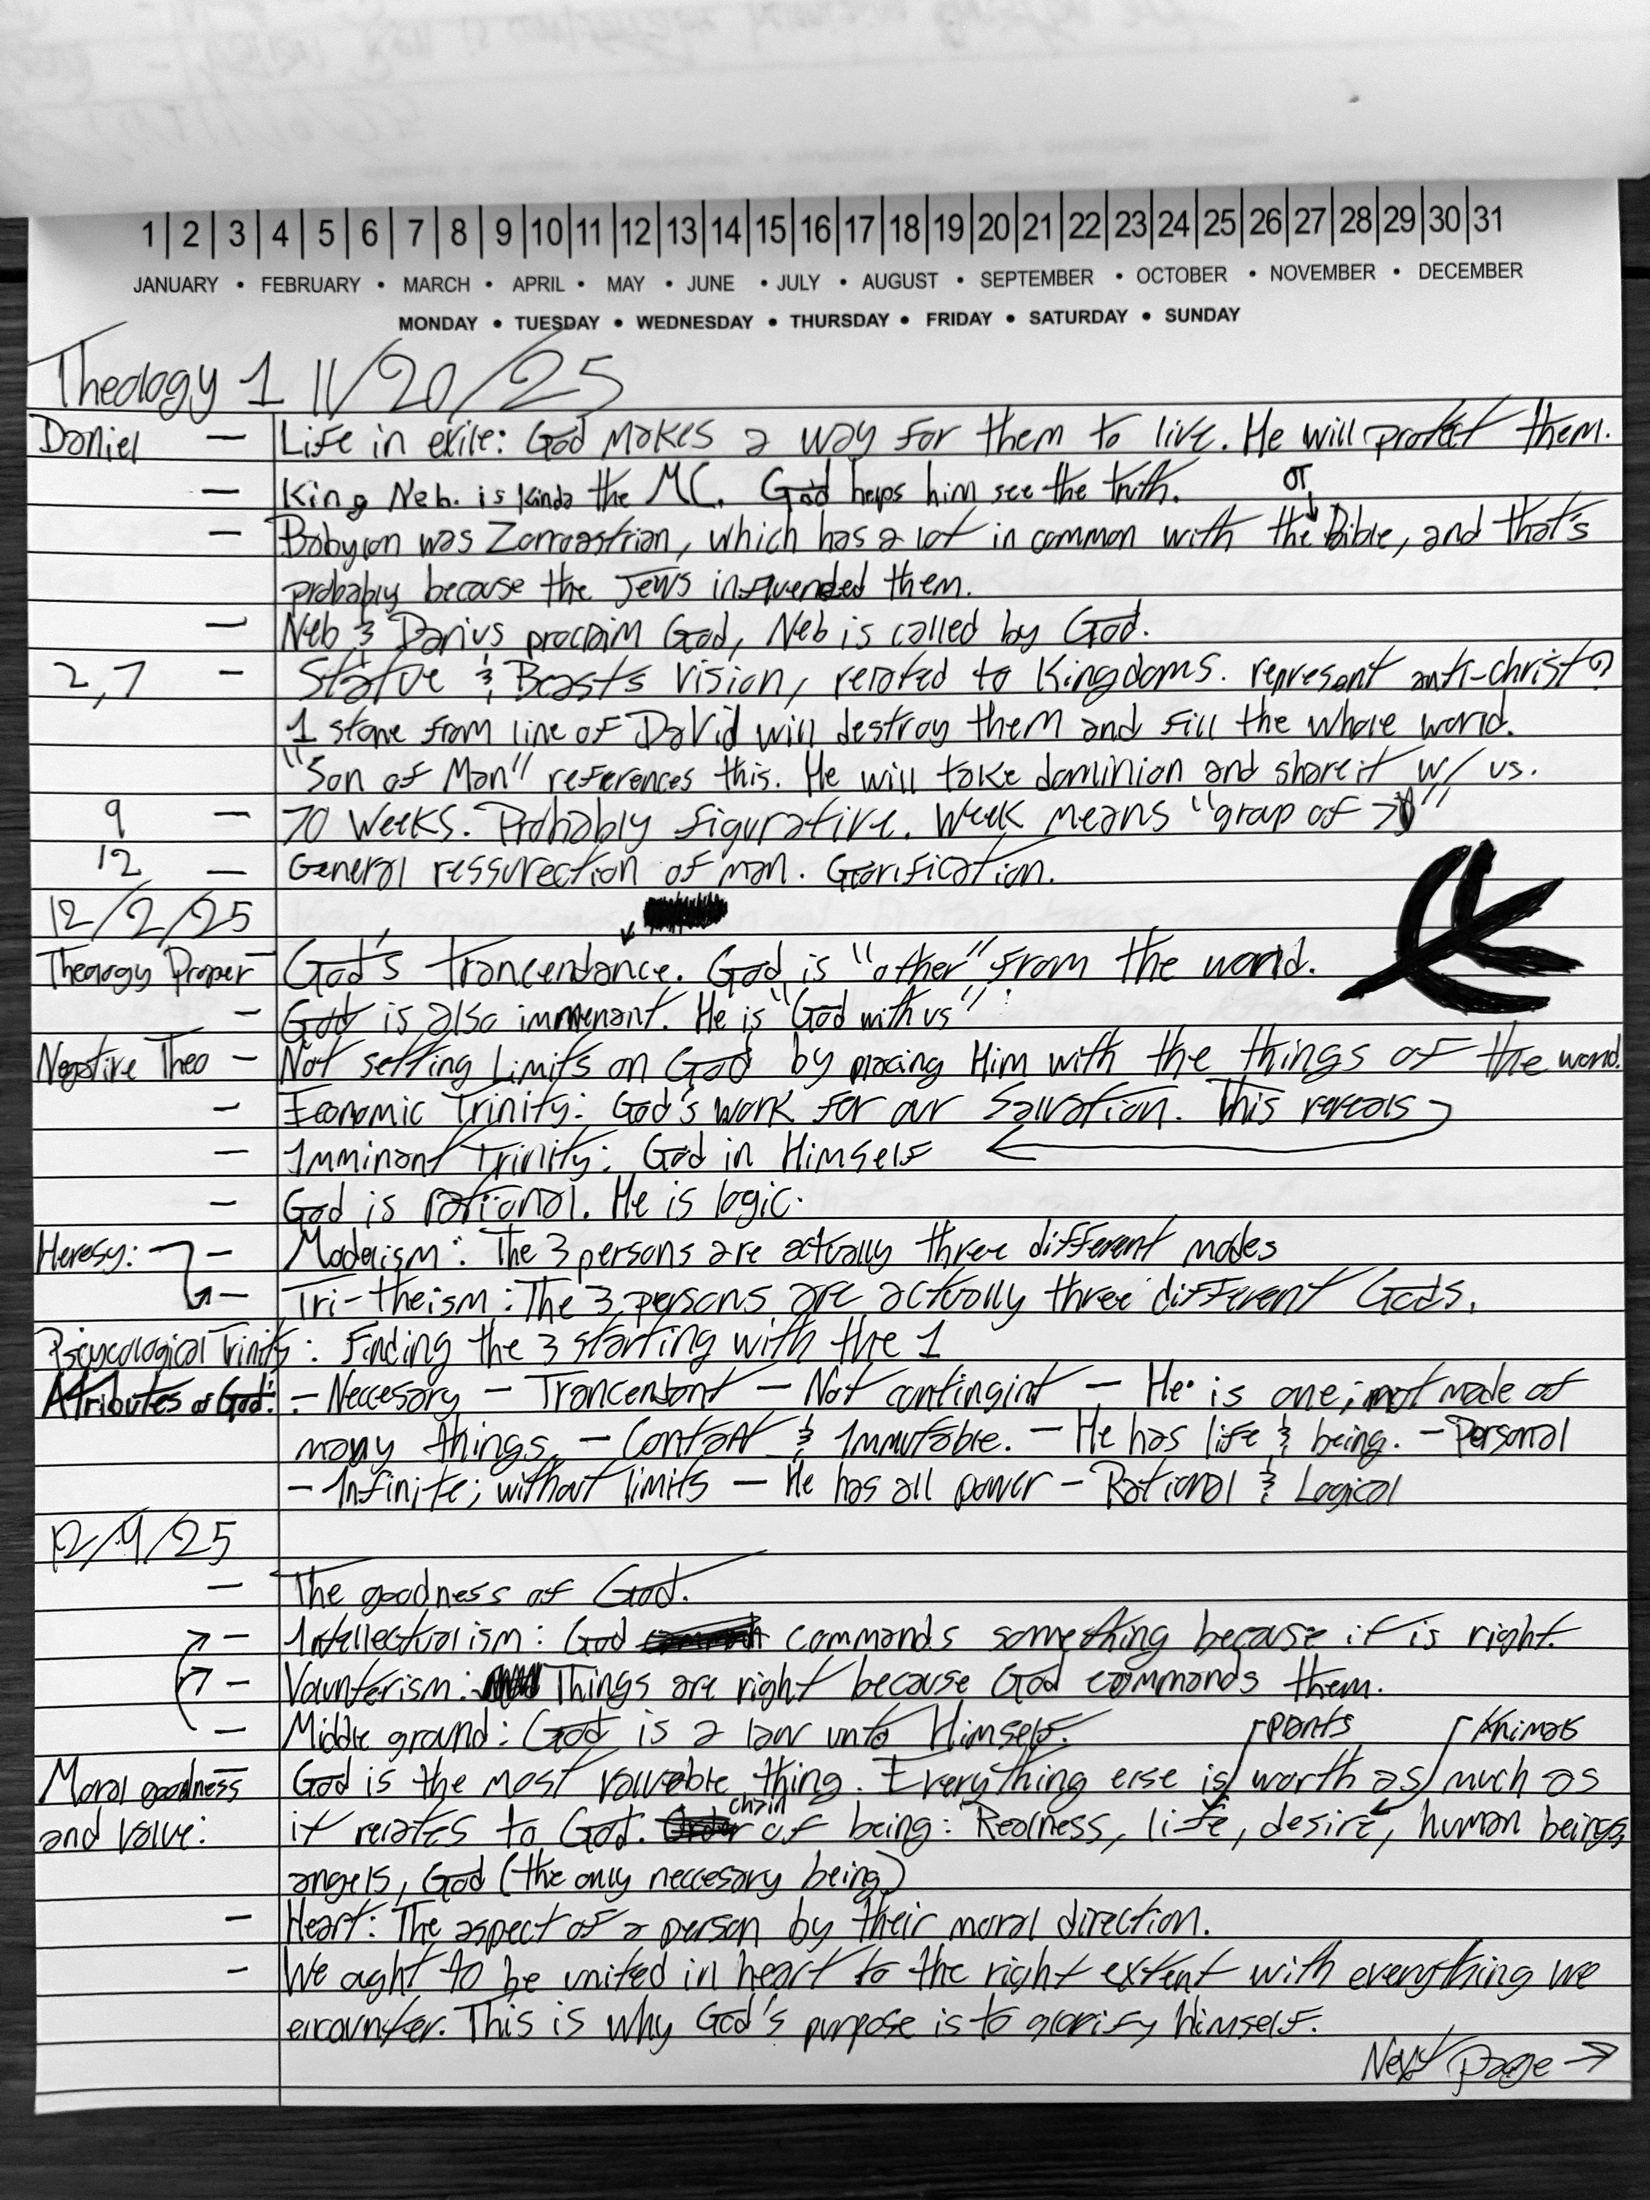 1 | 2 | 3 | 4 | 5 | 6 | 7 | 8 | 9 | 10 | 11 | 12 | 13 | 14 | 15 | 16 | 17 | 18 | 19 | 20 | 21 | 22 | 23 | 24 | 25 | 26 | 27 | 28 | 29 | 30 | 31
JANUARY • FEBRUARY • MARCH • APRIL • MAY • JUNE • JULY • AUGUST • SEPTEMBER • OCTOBER • NOVEMBER • DECEMBER
MONDAY • TUESDAY • WEDNESDAY • THURSDAY • FRIDAY • SATURDAY • SUNDAY
Theology 1 11/20/25
Daniel — Life in exile: God makes a way for them to live. He will protect them.
— King Neb. is kinda the MC. God helps him see the truth.
OT
— Babylon was Zorroastrian, which has a lot in common with the Bible, and that's
probably because the Jews influenced them.
— Neb & Darius proclaim God, Neb is called by God.
2,7 — Statue & Beasts vision, related to kingdoms. represent anti-christ?
1 stone from line of David will destroy them and fill the whole world.
"Son of Man" references this. He will take dominion and share it w/ us.
9 — 70 Weeks. Probably figurative. Week means "group of 7"
12 — General ressurection of man. Glorification.
12/2/25
Theology Proper — God's trancendance. God is "other" from the world.
— God is also immenant. He is "God with us"
Negative Theo — Not setting limits on God by placing Him with the things of the world.
— Economic Trinity: God's work for our Salvation. This reveals
— Imminant Trinity: God in Himself
— God is rational. He is logic.
Heresy: — Modalism: The 3 persons are actually three different modes
— Tri-theism: The 3 persons are actually three different Gods.
Psycological Trinity: Finding the 3 starting with the 1
Atributes of God: — Neccesary — Trancendant — Not contingint — He is one; not made of
many things — Contant & Immutable. — He has life & being. — Personal
— Infinite; without limits — He has all power — Rational & Logical
12/4/25
— The goodness of God.
— Intellectualism: God commands something because it is right.
— Volunterism: Things are right because God commands them.
— Middle ground: God is a law unto Himself.
plants Animals
Moral goodness God is the most valueable thing. Everything else is worth as much as
chain
and value: it relates to God. Order of being: Realness, life, desire, human beings,
angels, God (the only neccesary being)
— Heart: The aspect of a person by their moral direction.
— We ought to be united in heart to the right extent with everything we
encounter. This is why God's purpose is to glorify Himself.
Next page →